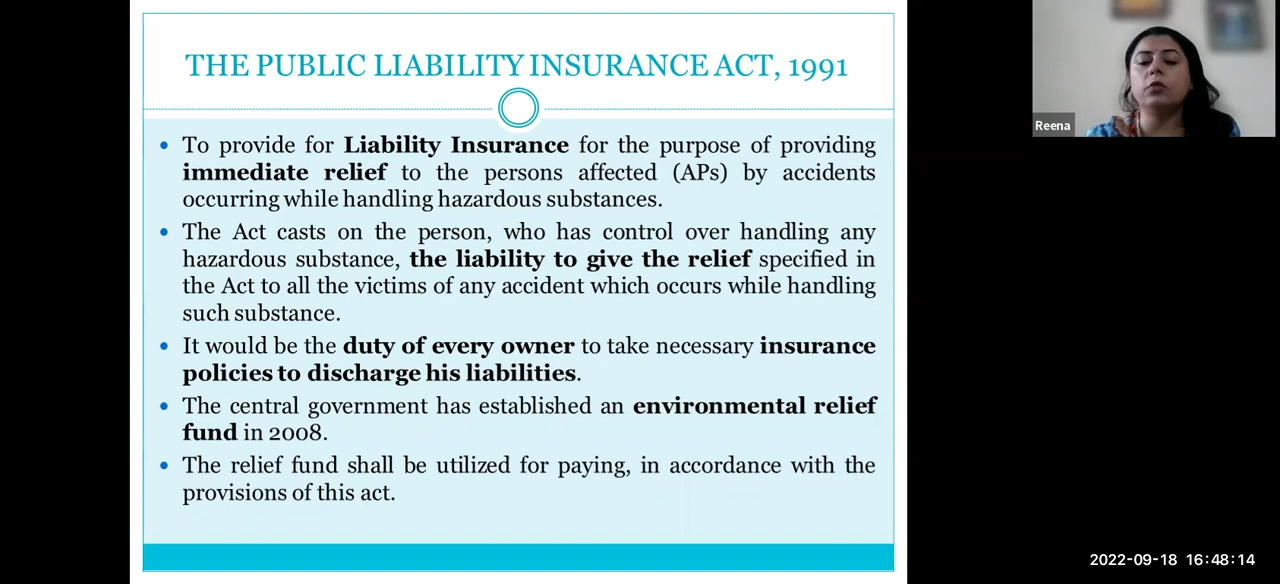 THE PUBLIC LIABILITY INSURANCE ACT, 1991
• To provide for Liability Insurance for the purpose of providing
immediate relief to the persons affected (APs) by accidents
occurring while handling hazardous substances.
• The Act casts on the person, who has control over handling any
hazardous substance, the liability to give the relief specified in
the Act to all the victims of any accident which occurs while handling
such substance.
• It would be the duty of every owner to take necessary insurance
policies to discharge his liabilities.
• The central government has established an environmental relief
fund in 2008.
• The relief fund shall be utilized for paying, in accordance with the
provisions of this act.
Reena
2022-09-18 16:48:14